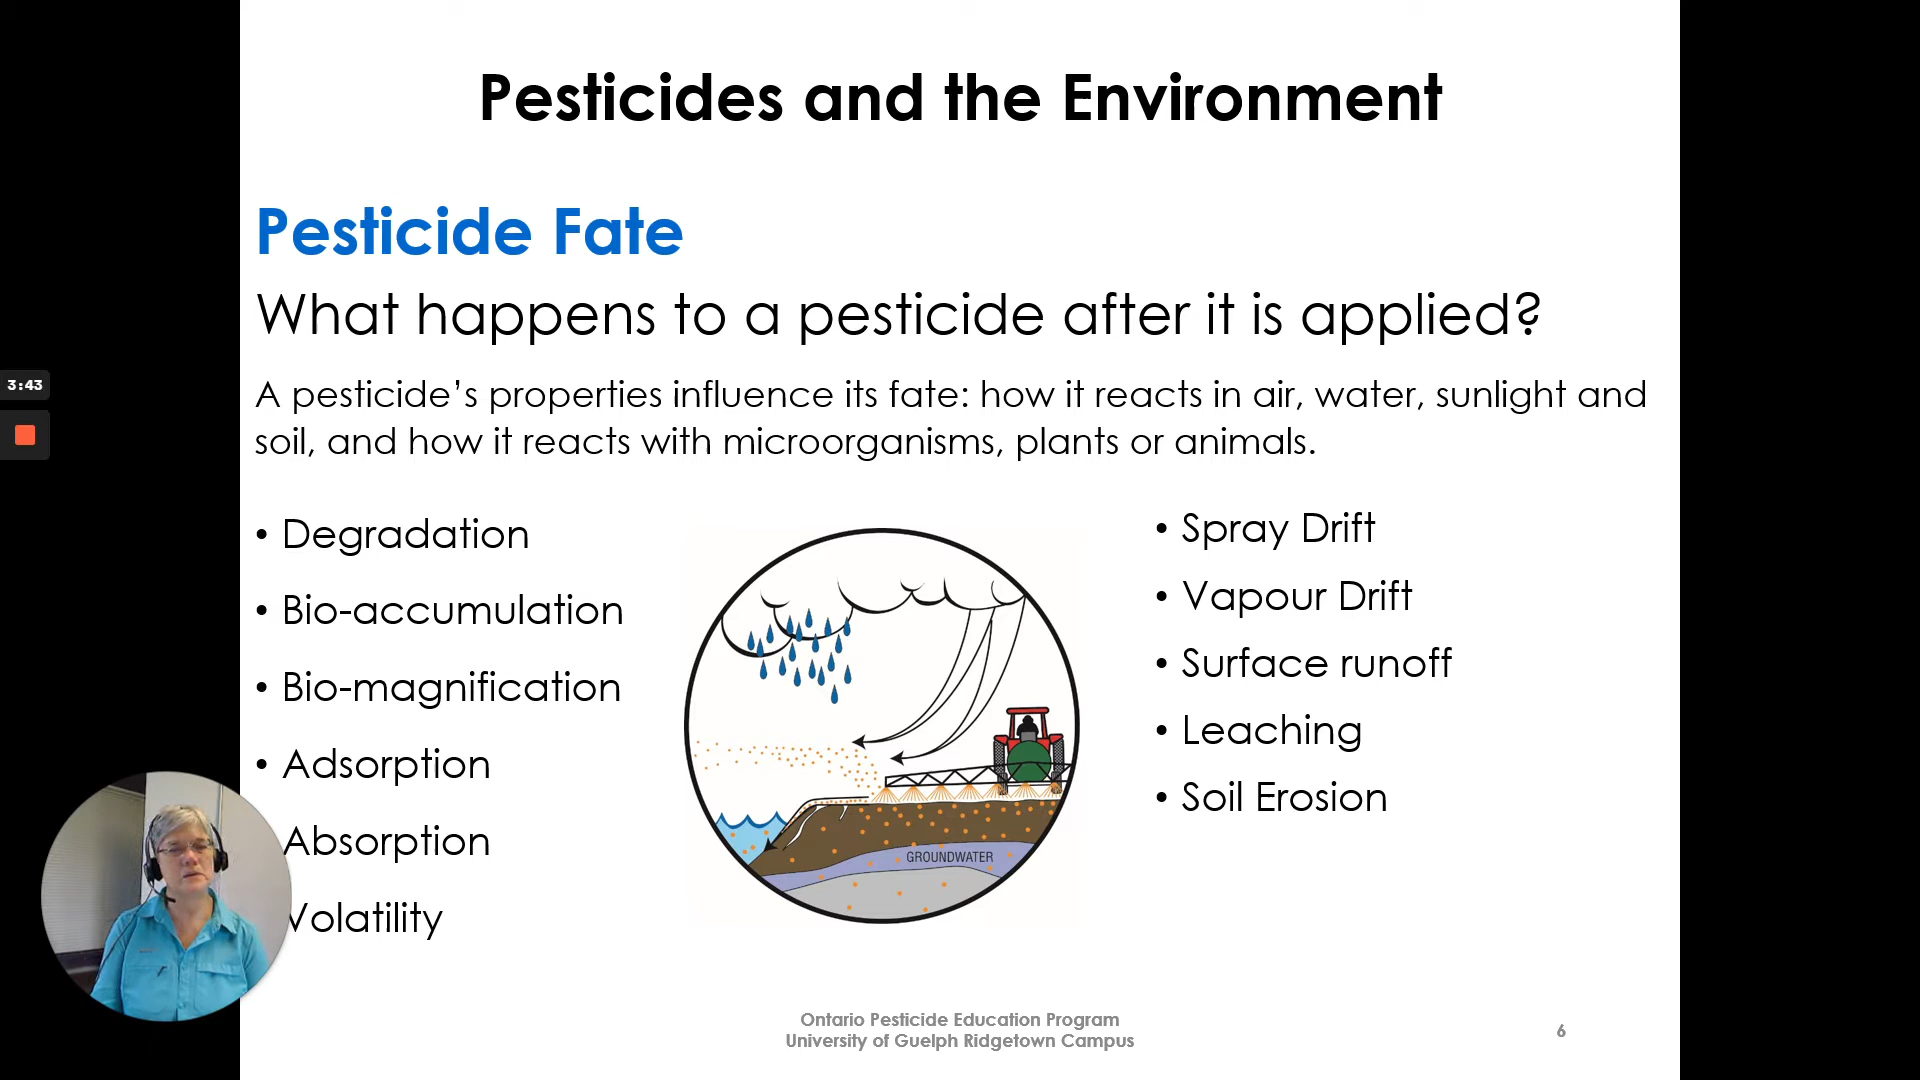 Pesticides and the Environment
Pesticide Fate
What happens to a pesticide after it is applied?
A pesticide’s properties influence its fate: how it reacts in air, water, sunlight and
soil, and how it reacts with microorganisms, plants or animals.
3:43
• Degradation
• Bio-accumulation
• Bio-magnification
• Adsorption
Absorption
Volatility
GROUNDWATER
• Spray Drift
• Vapour Drift
• Surface runoff
• Leaching
• Soil Erosion
Ontario Pesticide Education Program
University of Guelph Ridgetown Campus
6